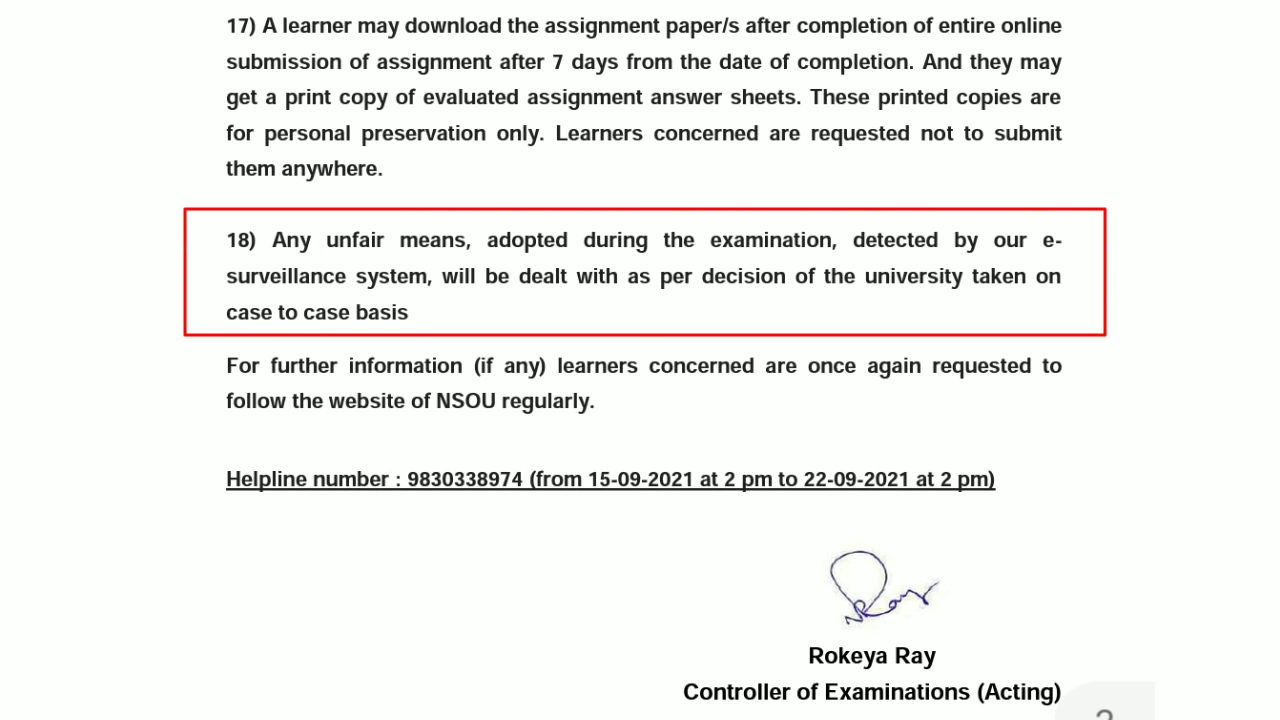 17) A learner may download the assignment paper/s after completion of entire online
submission of assignment after 7 days from the date of completion. And they may
get a print copy of evaluated assignment answer sheets. These printed copies are
for personal preservation only. Learners concerned are requested not to submit
them anywhere.
18) Any unfair means, adopted during the examination, detected by our e-
surveillance system, will be dealt with as per decision of the university taken on
case to case basis
For further information (if any) learners concerned are once again requested to
follow the website of NSOU regularly.
Helpline number : 9830338974 (from 15-09-2021 at 2 pm to 22-09-2021 at 2 pm)
Rokeya Ray
Controller of Examinations (Acting)